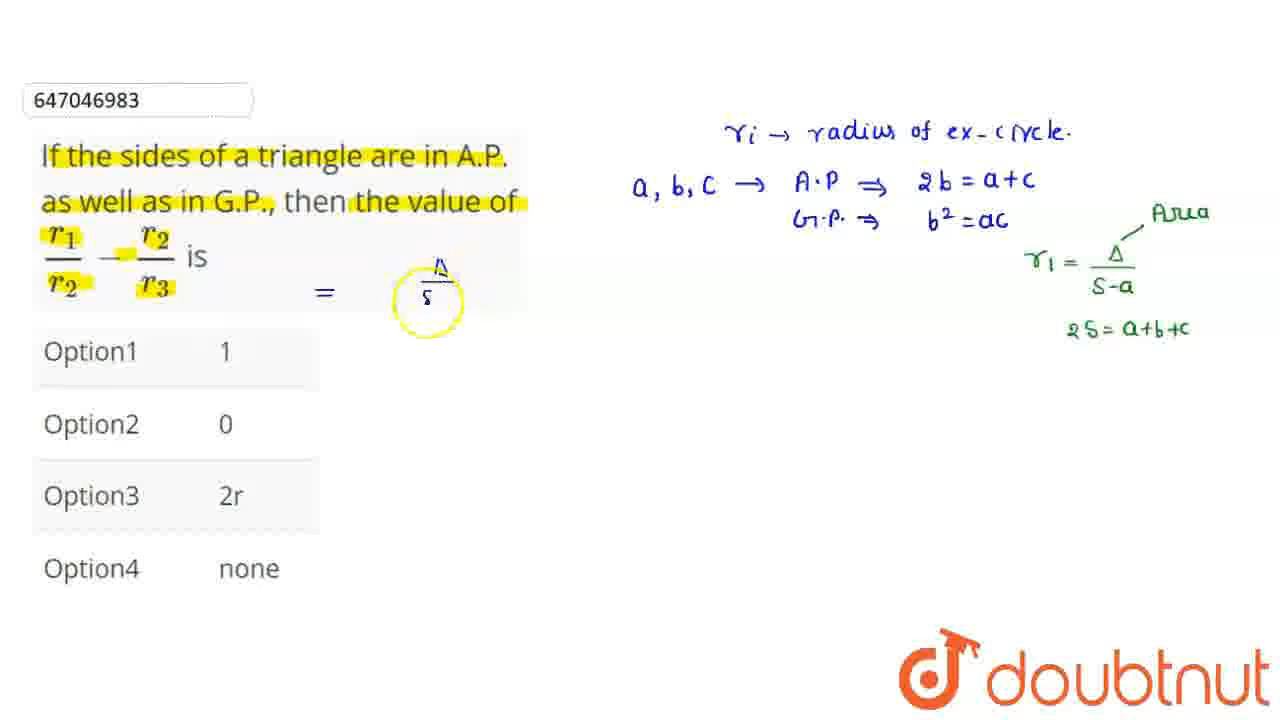 647046983
If the sides of a triangle are in A.P.
as well as in G.P., then the value of
r1/r2 − r2/r3 is
= Δ/s
Option1 1
Option2 0
Option3 2r
Option4 none
ri → radius of ex-circle.
a, b, c → A.P ⇒ 2b = a+c
G.P. ⇒ b² = ac
Area
r1 = Δ/s-a
2s = a+b+c
doubtnut